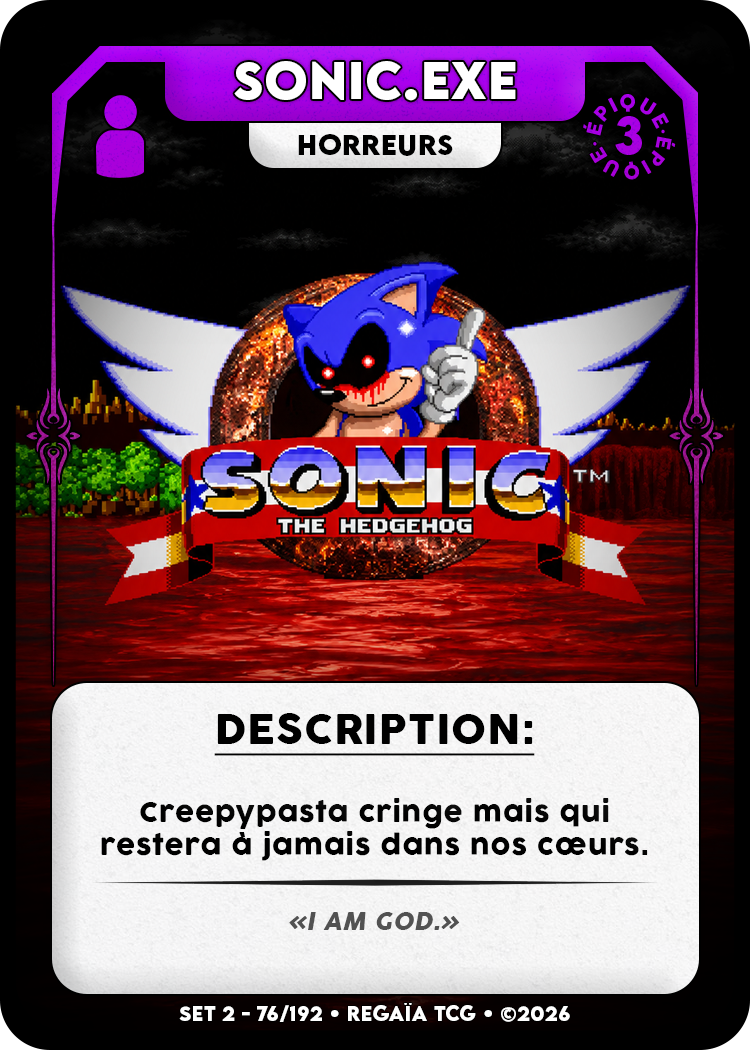 SONIC.EXE
HORREURS
ÉPIQUE·ÉPIQUE·
3
SONIC
TM
THE HEDGEHOG
DESCRIPTION:
Creepypasta cringe mais qui
restera à jamais dans nos cœurs.
«I AM GOD.»
SET 2 - 76/192 • REGAÏA TCG • ©2026